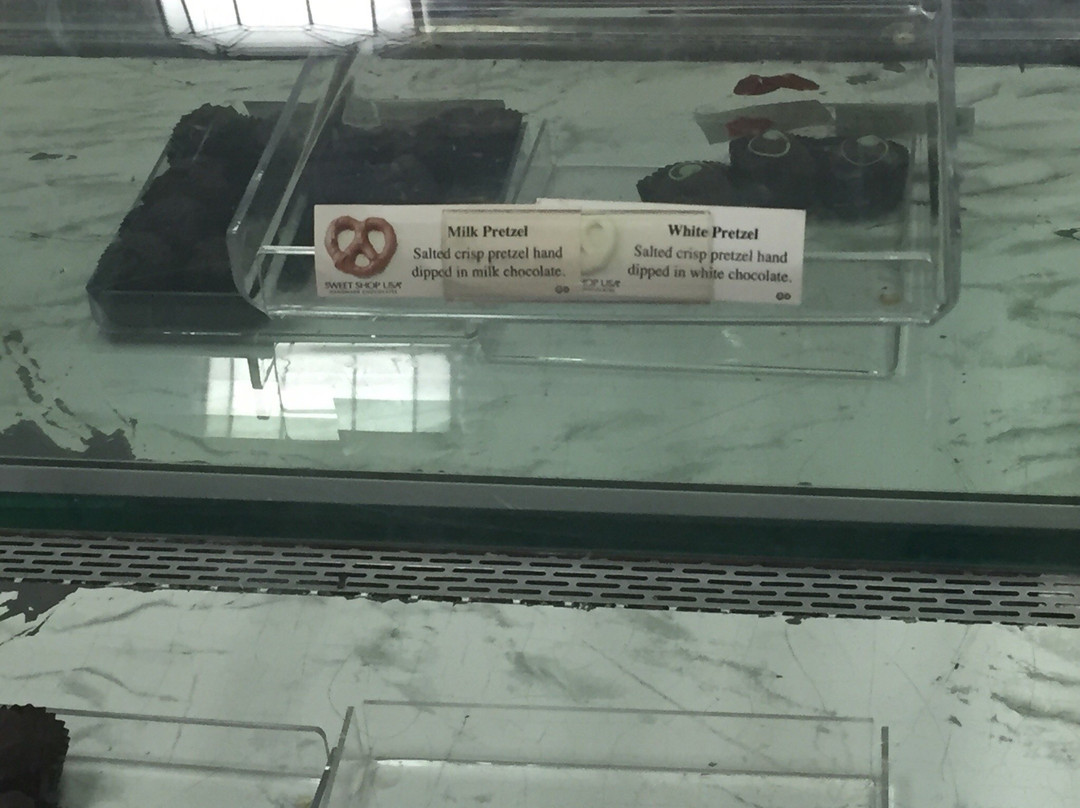 Milk Pretzel
Salted crisp pretzel hand
dipped in milk chocolate.
SWEET SHOP USA
White Pretzel
Salted crisp pretzel hand
dipped in white chocolate.